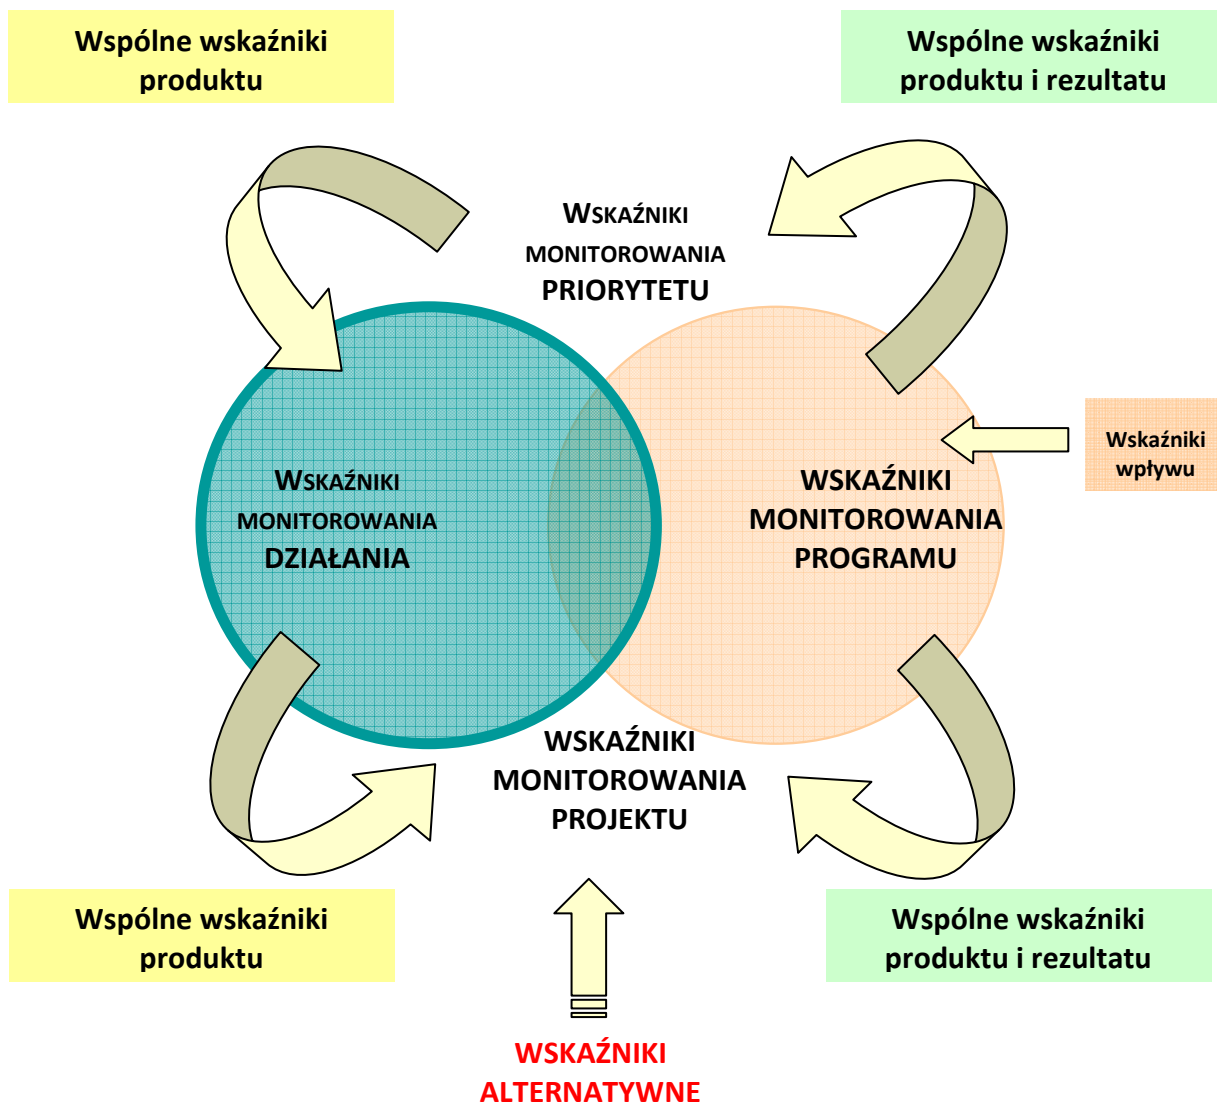 Wspólne wskaźniki
produktu
Wspólne wskaźniki
produktu i rezultatu
WSKAŹNIKI
MONITOROWANIA
PRIORYTETU
Wskaźniki
wpływu
WSKAŹNIKI
MONITOROWANIA
DZIAŁANIA
WSKAŹNIKI
MONITOROWANIA
PROGRAMU
WSKAŹNIKI
MONITOROWANIA
PROJEKTU
Wspólne wskaźniki
produktu
Wspólne wskaźniki
produktu i rezultatu
WSKAŹNIKI
ALTERNATYWNE